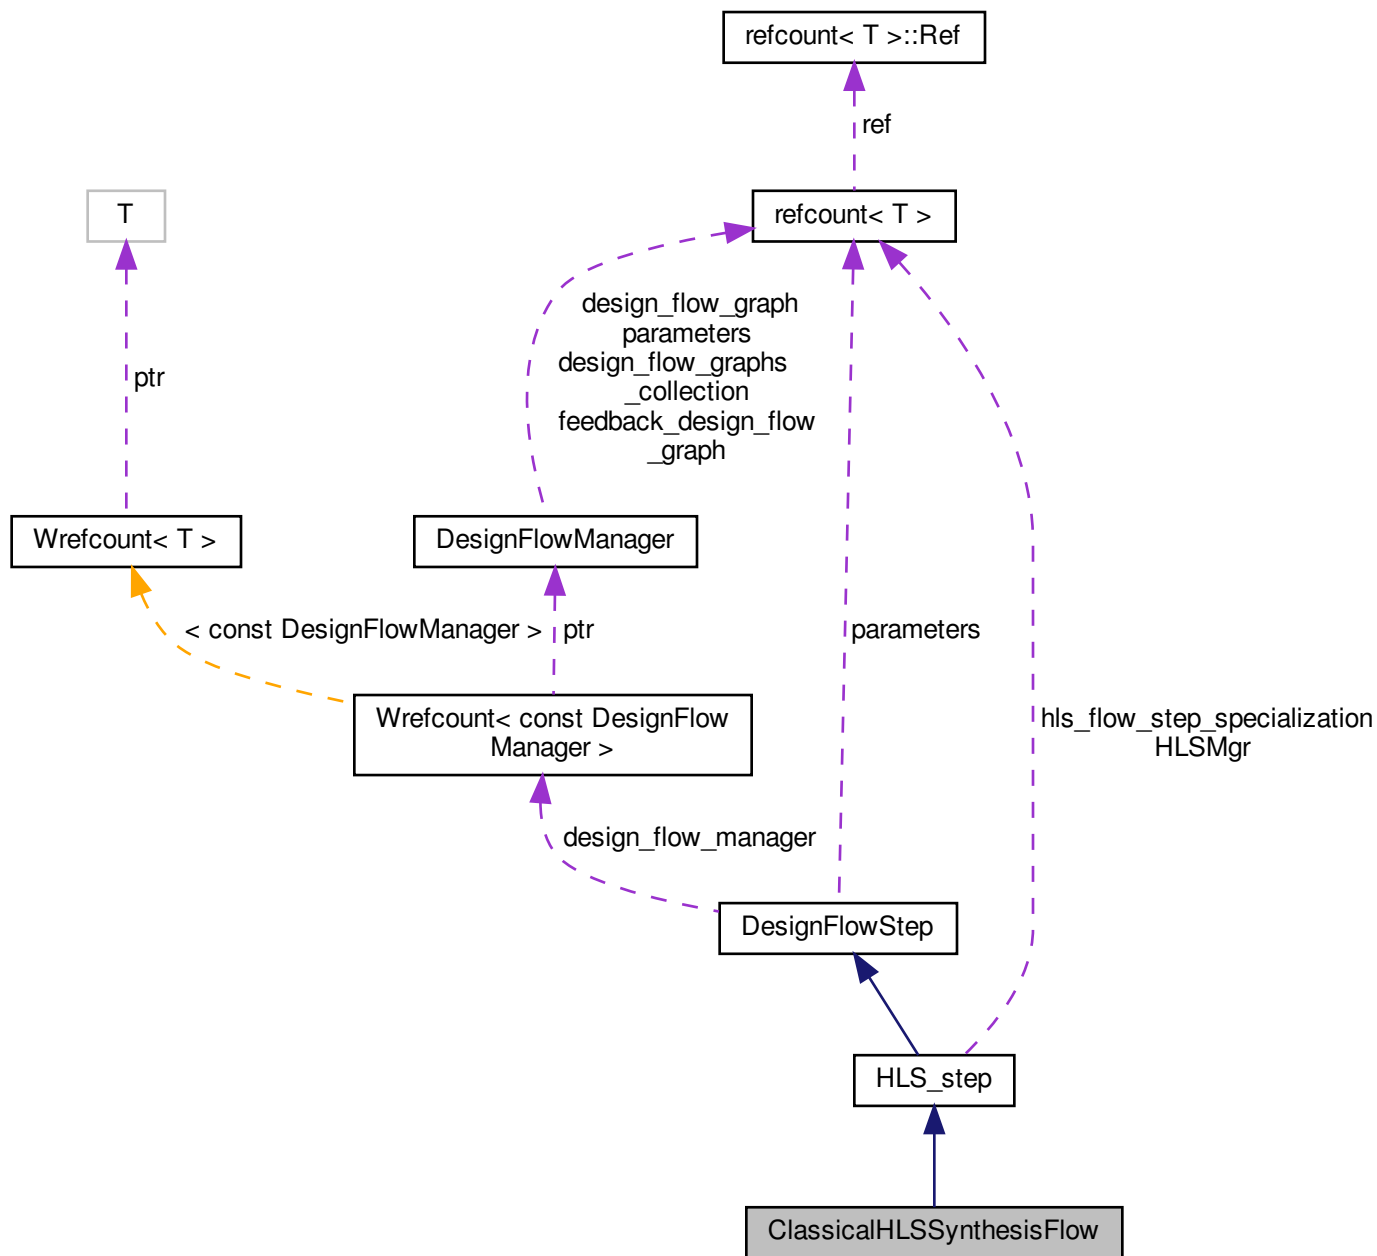 refcount< T >::Ref
ref
T
refcount< T >
design_flow_graph
parameters
design_flow_graphs
_collection
feedback_design_flow
_graph
ptr
Wrefcount< T >
DesignFlowManager
< const DesignFlowManager >
ptr
parameters
Wrefcount< const DesignFlow
Manager >
hls_flow_step_specialization
HLSMgr
design_flow_manager
DesignFlowStep
HLS_step
ClassicalHLSSynthesisFlow